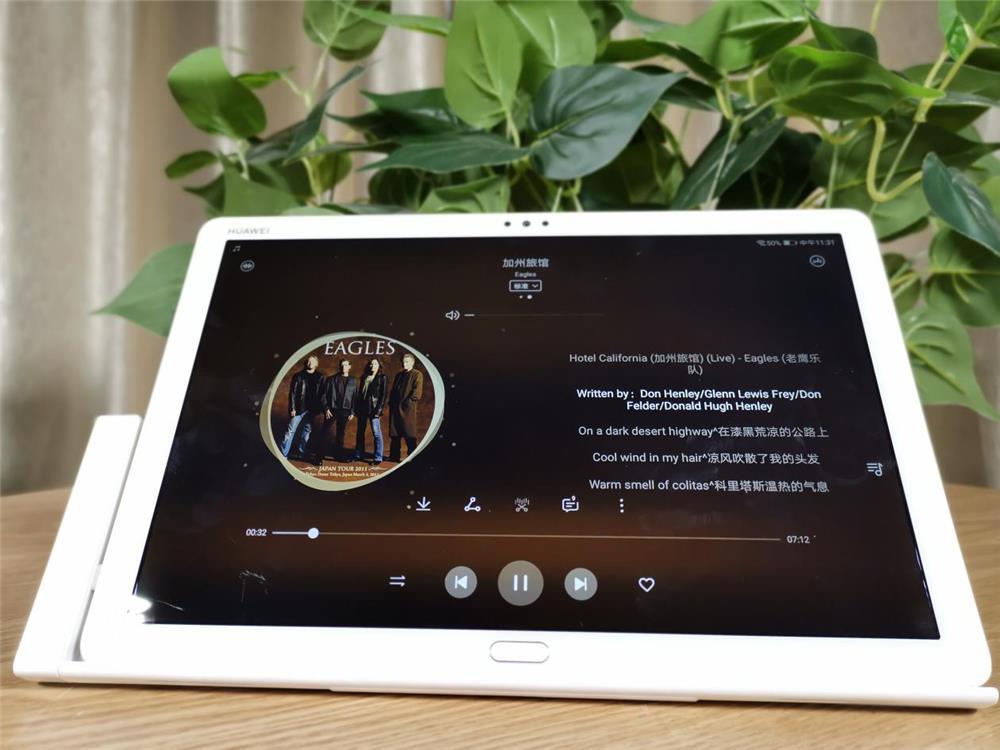 HUAWEI
50% 中午11:31
加州旅馆
Eagles
标准
EAGLES
JAPAN TOUR 2011
Hotel California (加州旅馆) (Live) - Eagles (老鹰乐
队)
Written by：Don Henley/Glenn Lewis Frey/Don
Felder/Donald Hugh Henley
On a dark desert highway^在漆黑荒凉的公路上
Cool wind in my hair^凉风吹散了我的头发
Warm smell of colitas^科里塔斯温热的气息
00:32
07:12